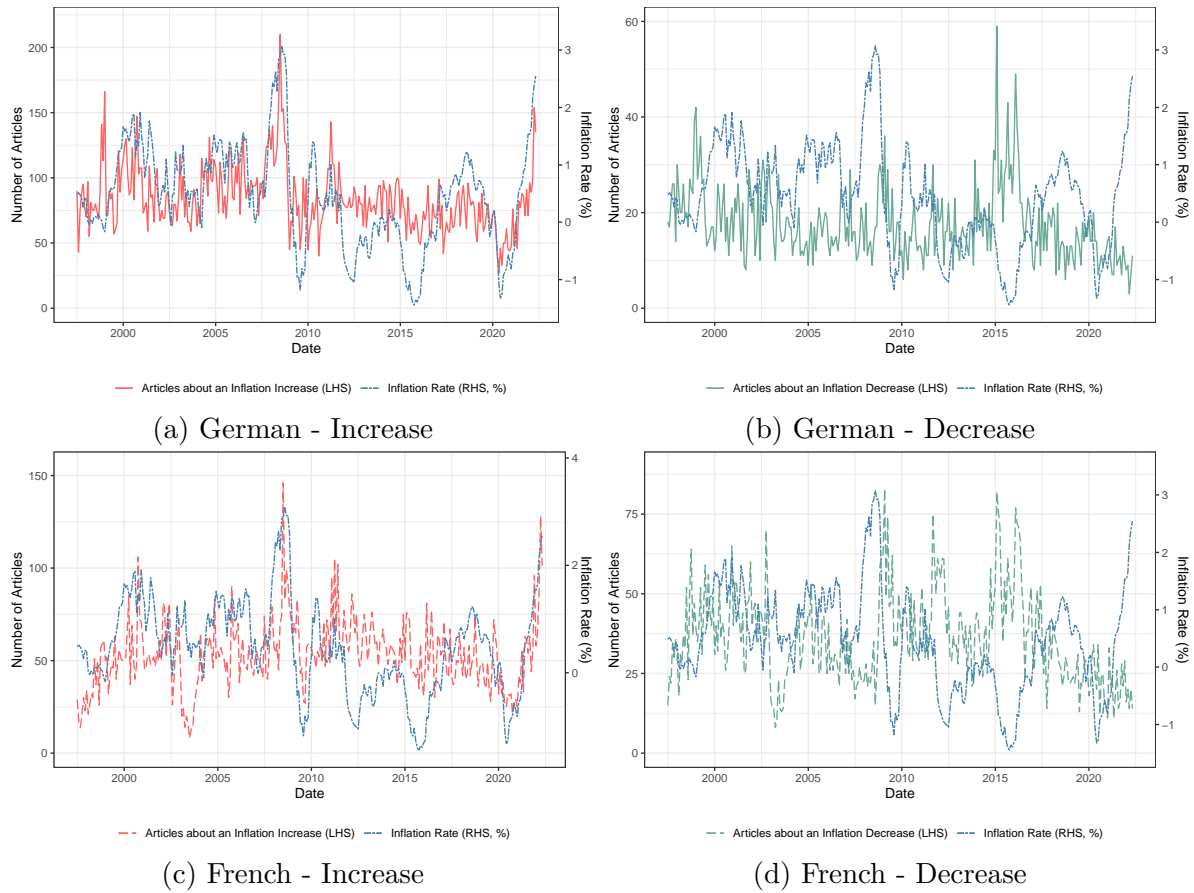 200
150
100
50
0
3
2
1
0
−1
2000
2005
2010
2015
2020
Number of Articles
Inflation Rate (%)
Date
Articles about an Inflation Increase (LHS)
Inflation Rate (RHS, %)
(a) German - Increase
60
40
20
0
3
2
1
0
−1
2000
2005
2010
2015
2020
Number of Articles
Inflation Rate (%)
Date
Articles about an Inflation Decrease (LHS)
Inflation Rate (RHS, %)
(b) German - Decrease
150
100
50
0
4
2
0
2000
2005
2010
2015
2020
Number of Articles
Inflation Rate (%)
Date
Articles about an Inflation Increase (LHS)
Inflation Rate (RHS, %)
(c) French - Increase
75
50
25
0
3
2
1
0
−1
2000
2005
2010
2015
2020
Number of Articles
Inflation Rate (%)
Date
Articles about an Inflation Decrease (LHS)
Inflation Rate (RHS, %)
(d) French - Decrease